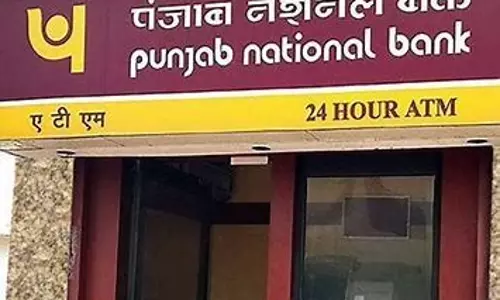 पंजाब नैशनल बैंक
punjab national bank
ए टी एम 24 HOUR ATM